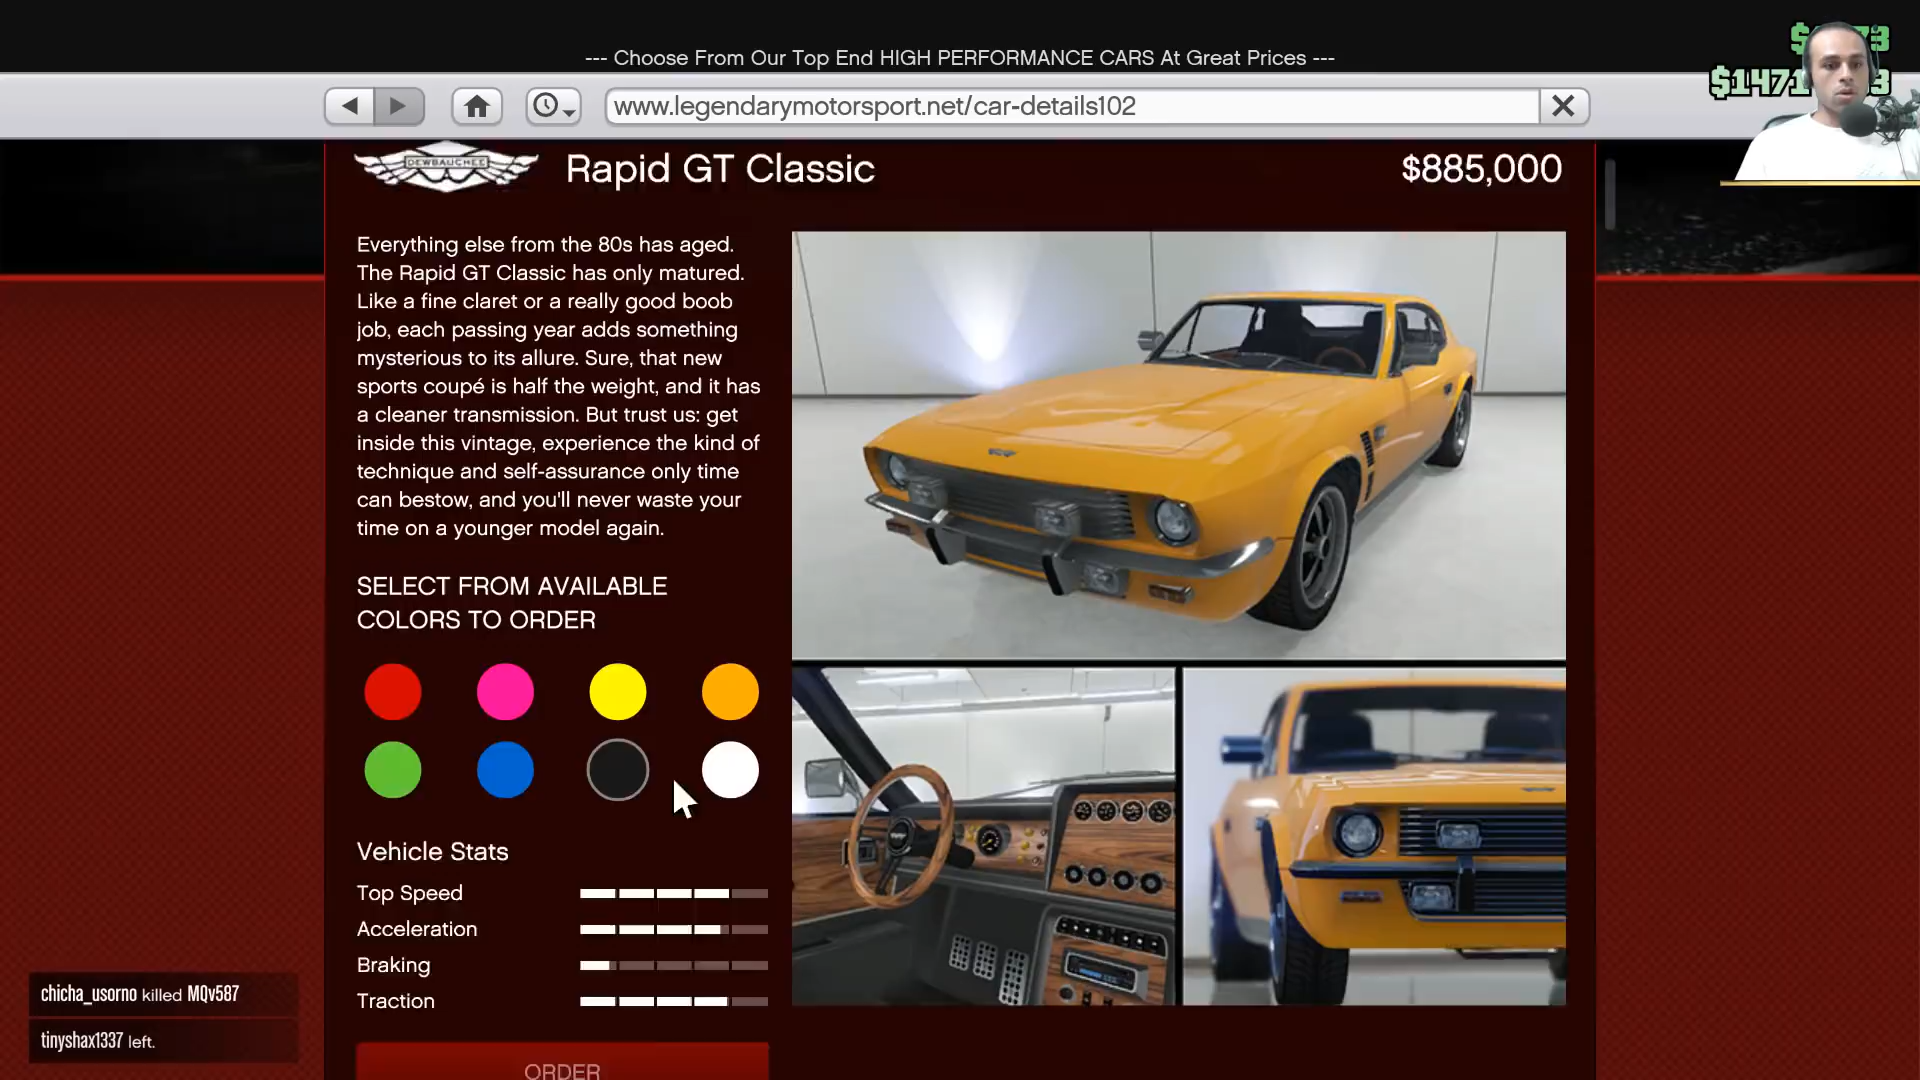 --- Choose From Our Top End HIGH PERFORMANCE CARS At Great Prices ---
www.legendarymotorsport.net/car-details102
DEWBAUCHEE
Rapid GT Classic
$885,000
Everything else from the 80s has aged.
The Rapid GT Classic has only matured.
Like a fine claret or a really good boob
job, each passing year adds something
mysterious to its allure. Sure, that new
sports coupé is half the weight, and it has
a cleaner transmission. But trust us: get
inside this vintage, experience the kind of
technique and self-assurance only time
can bestow, and you'll never waste your
time on a younger model again.
SELECT FROM AVAILABLE
COLORS TO ORDER
Vehicle Stats
Top Speed
Acceleration
Braking
Traction
ORDER
chicha_usorno killed MQv587
tinyshax1337 left.